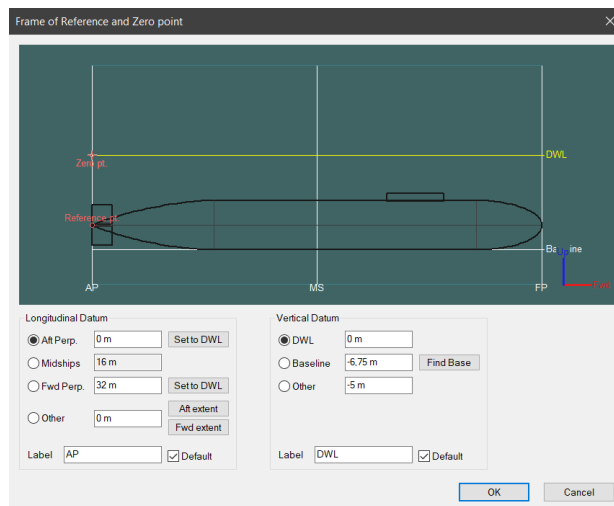 Frame of Reference and Zero point
DWL
Zero pt.
Reference pt.
Up
Fwd
AP
MS
FP
Longitudinal Datum
Aft Perp.
0 m
Set to DWL
Midships
16 m
Fwd Perp.
32 m
Set to DWL
Other
0 m
Aft extent
Fwd extent
Label
AP
Default
Vertical Datum
DWL
0 m
Baseline
-6,75 m
Find Base
Other
-5 m
Label
DWL
Default
OK
Cancel